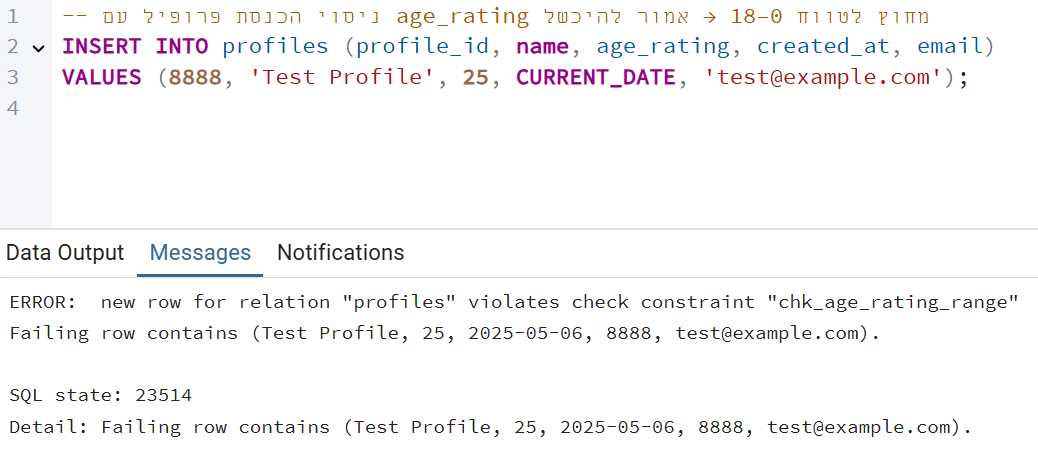 1 -- ניסוי הכנסת פרופיל עם age_rating מחוץ לטווח 0–18 → אמור להיכשל
2 INSERT INTO profiles (profile_id, name, age_rating, created_at, email)
3 VALUES (8888, 'Test Profile', 25, CURRENT_DATE, 'test@example.com');
4
Data Output Messages Notifications
ERROR:  new row for relation "profiles" violates check constraint "chk_age_rating_range"
Failing row contains (Test Profile, 25, 2025-05-06, 8888, test@example.com).
SQL state: 23514
Detail: Failing row contains (Test Profile, 25, 2025-05-06, 8888, test@example.com).